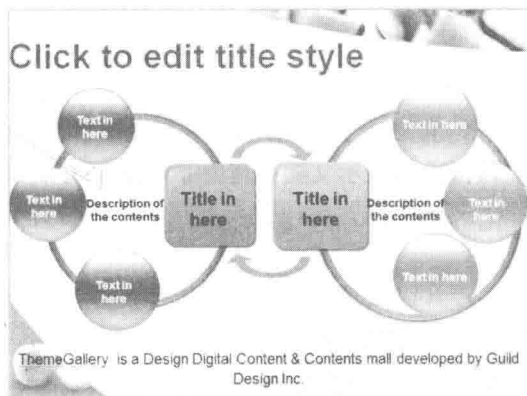 Click to edit title style
Text in
here
Text in here
Text in
here
Description of
the contents
Title in
here
Title in
here
Description of
the contents
Text in
here
Text in
here
Text in here
ThemeGallery is a Design Digital Content & Contents mall developed by Guild
Design Inc.